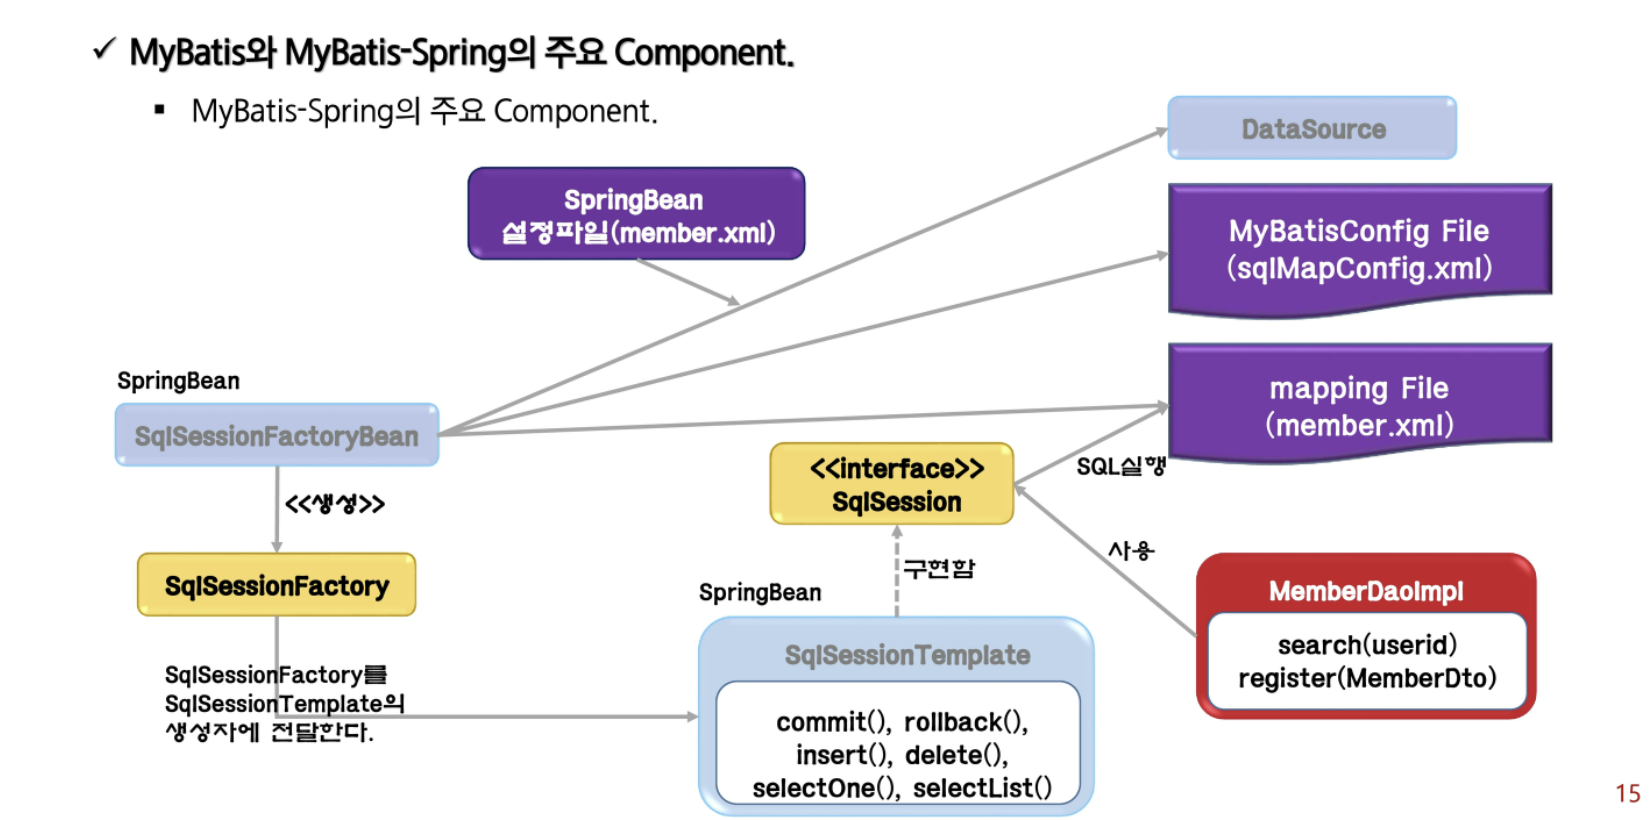 ✓ MyBatis와 MyBatis-Spring의 주요 Component.
▪ MyBatis-Spring의 주요 Component.
DataSource
SpringBean
설정파일(member.xml)
MyBatisConfig File
(sqlMapConfig.xml)
mapping File
(member.xml)
SpringBean
SqlSessionFactoryBean
<<interface>>
SqlSession
SQL실행
<<생성>>
사용
구현함
SqlSessionFactory
SpringBean
MemberDaoImpl
search(userid)
register(MemberDto)
SqlSessionFactory를
SqlSessionTemplate의
생성자에 전달한다.
SqlSessionTemplate
commit(), rollback(),
insert(), delete(),
selectOne(), selectList()
15